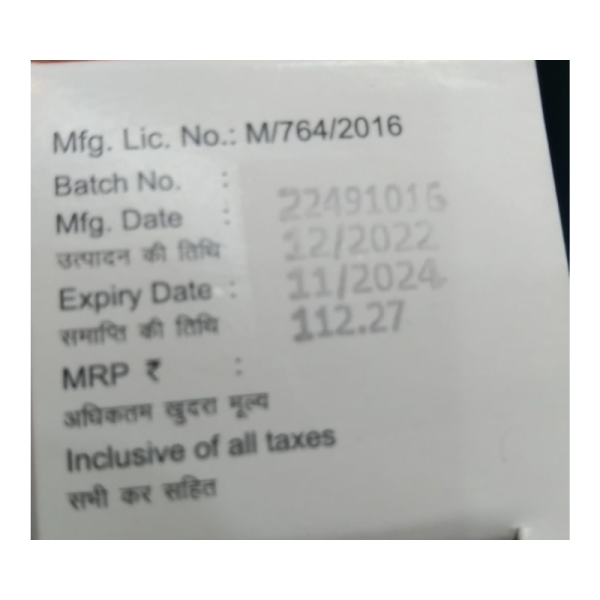 Mfg. Lic. No.: M/764/2016
Batch No. : 22491016
Mfg. Date : 12/2022
उत्पादन की तिथि
Expiry Date : 11/2024
समाप्ति की तिथि
MRP ₹ : 112.27
अधिकतम खुदरा मूल्य
Inclusive of all taxes
सभी कर सहित